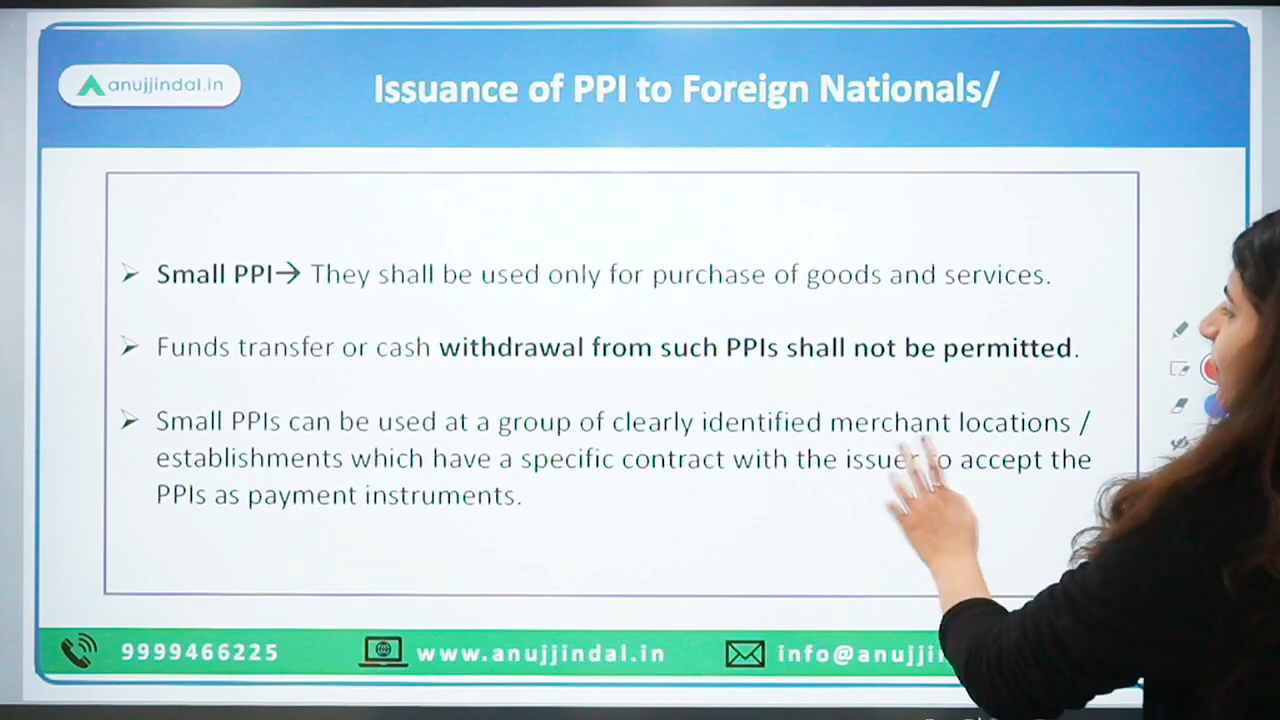 anujjindal.in
Issuance of PPI to Foreign Nationals/
➢ Small PPI→ They shall be used only for purchase of goods and services.
➢ Funds transfer or cash withdrawal from such PPIs shall not be permitted.
➢ Small PPIs can be used at a group of clearly identified merchant locations /
establishments which have a specific contract with the issuer to accept the
PPIs as payment instruments.
9999466225 www.anujjindal.in